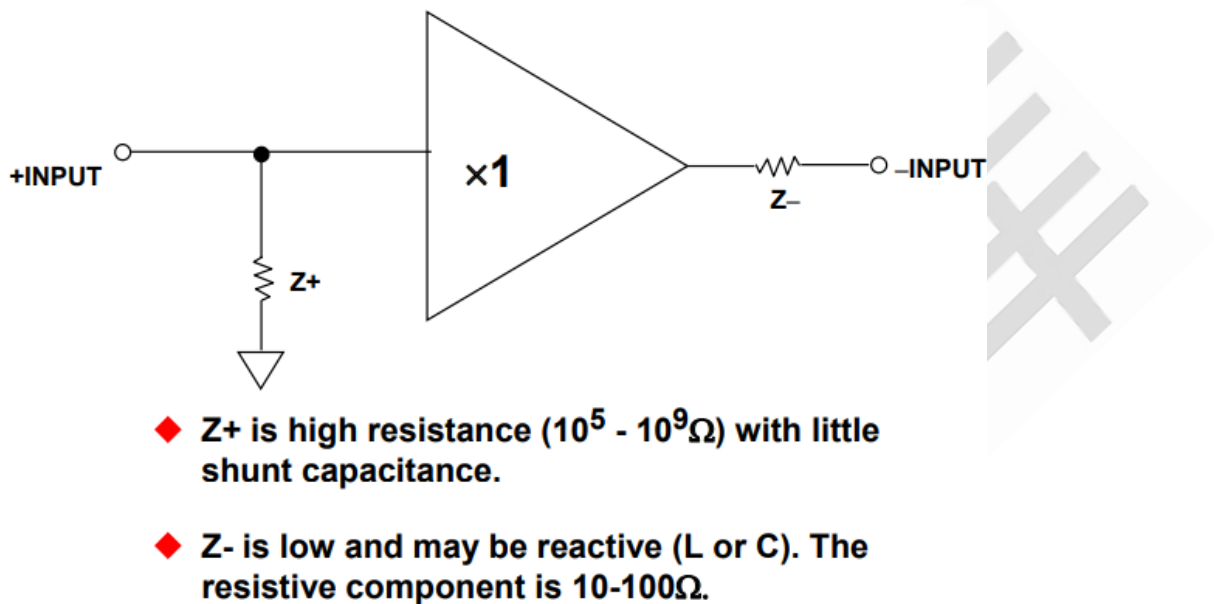 +INPUT
×1
–INPUT
Z–
Z+
Z+ is high resistance (10⁵ - 10⁹Ω) with little
shunt capacitance.
Z- is low and may be reactive (L or C). The
resistive component is 10-100Ω.